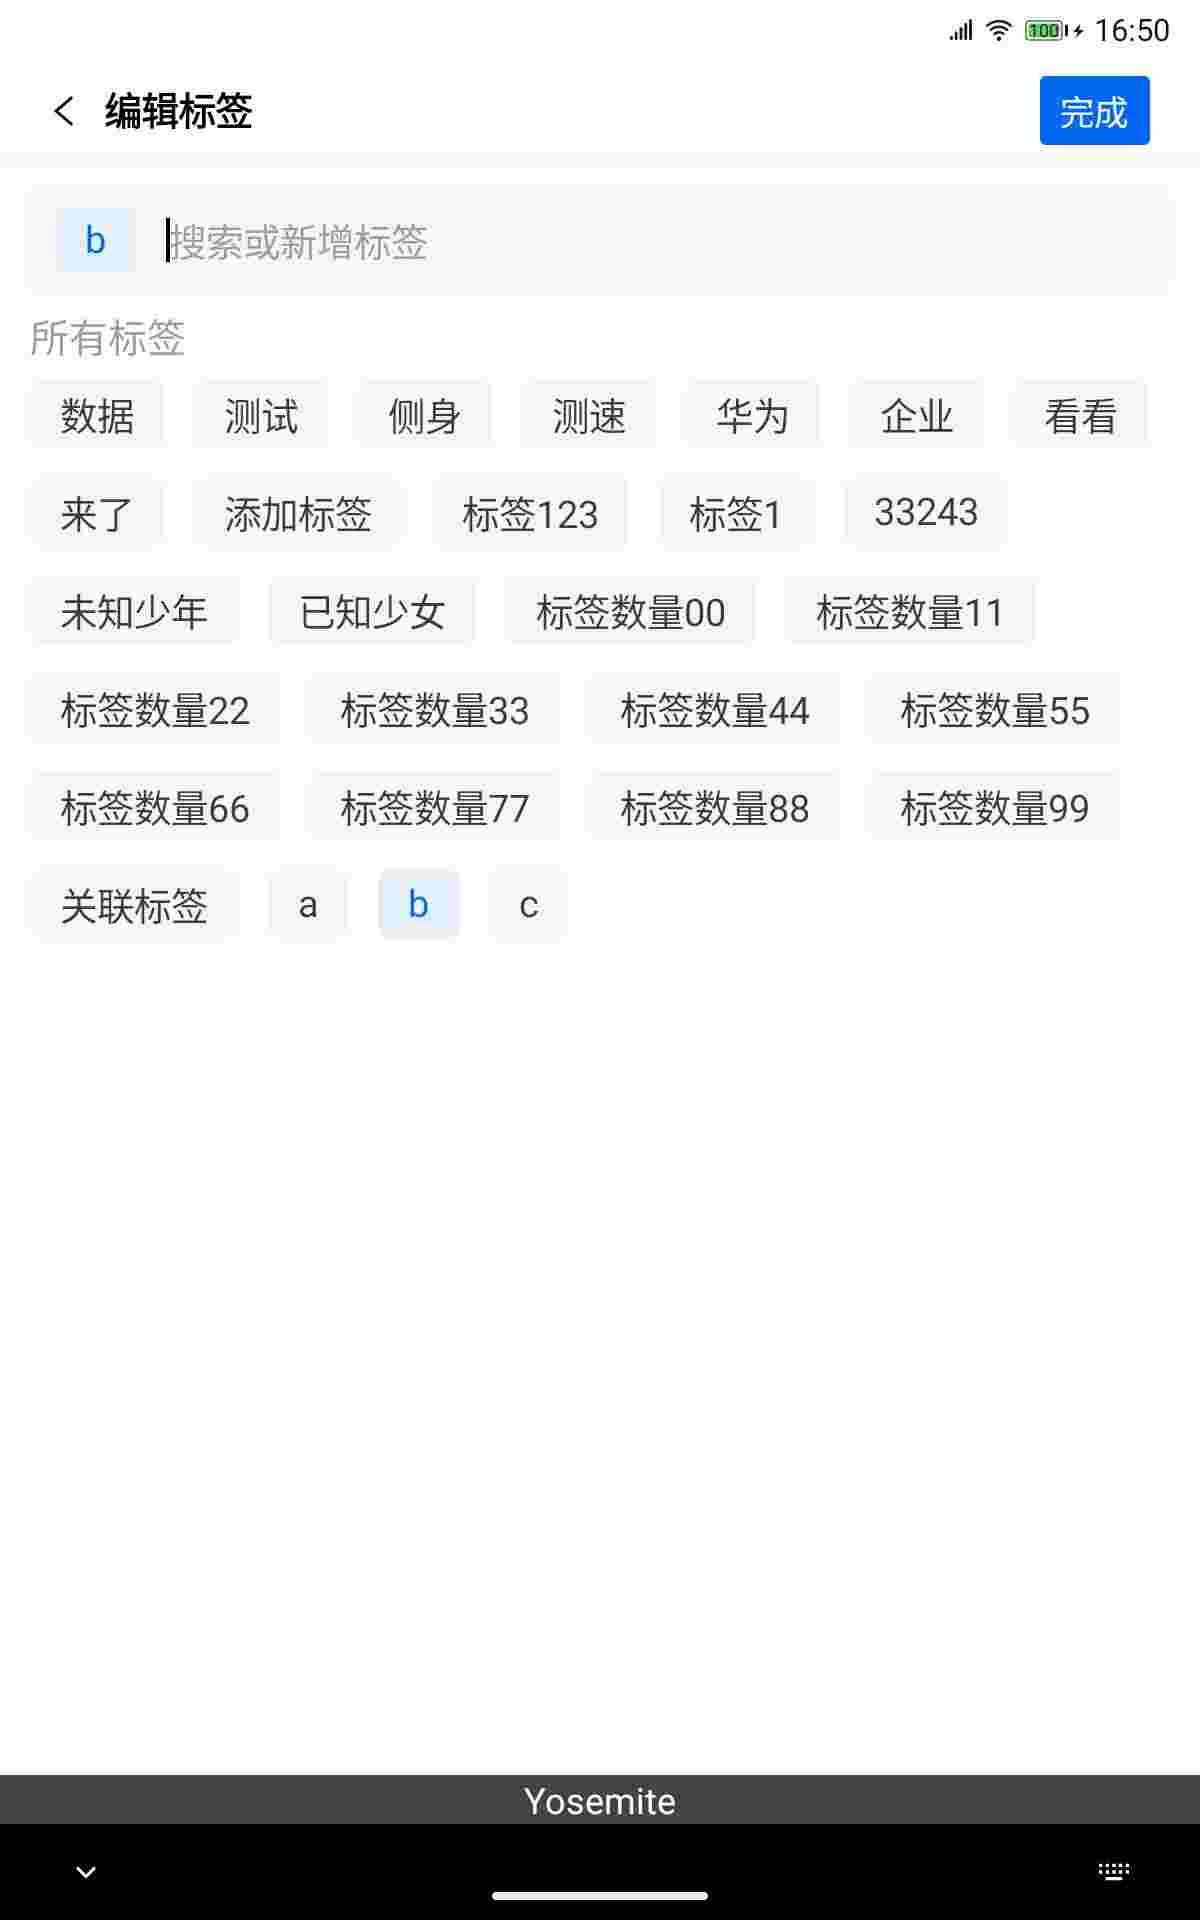 100 16:50
编辑标签 完成
b 搜索或新增标签
所有标签
数据 测试 侧身 测速 华为 企业 看看
来了 添加标签 标签123 标签1 33243
未知少年 已知少女 标签数量00 标签数量11
标签数量22 标签数量33 标签数量44 标签数量55
标签数量66 标签数量77 标签数量88 标签数量99
关联标签 a b c
Yosemite